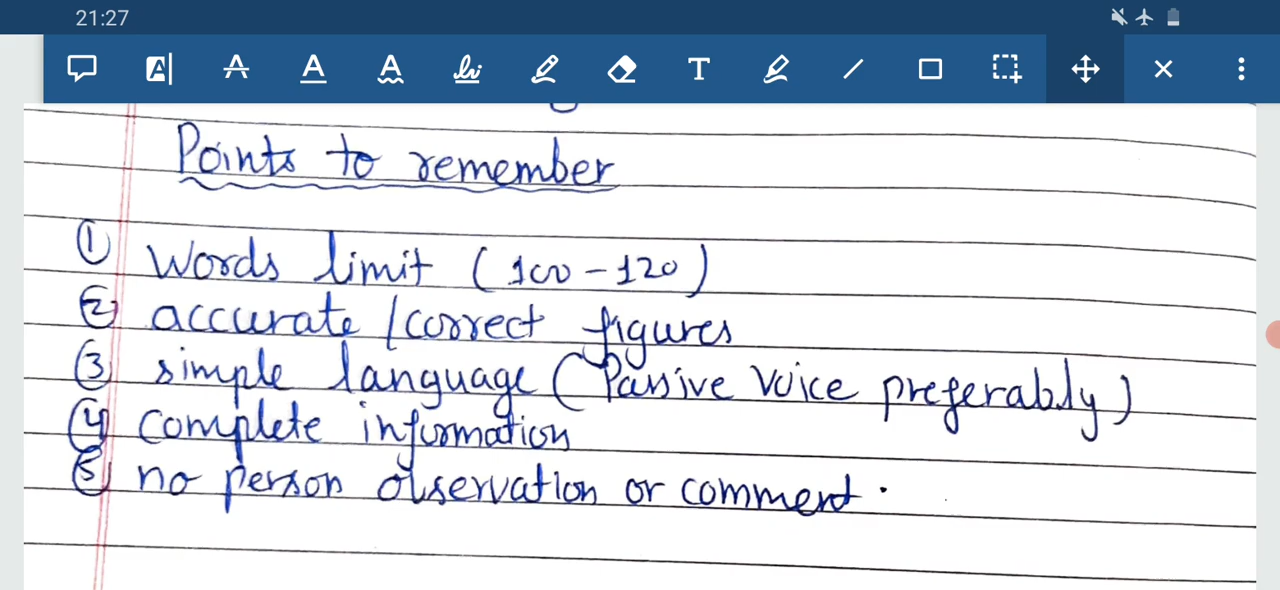 21:27
A
A
A
A
T
Points to remember
① Words limit (100-120)
② accurate / correct figures
③ simple language (Passive voice preferably)
④ complete information
⑤ no person observation or comment.